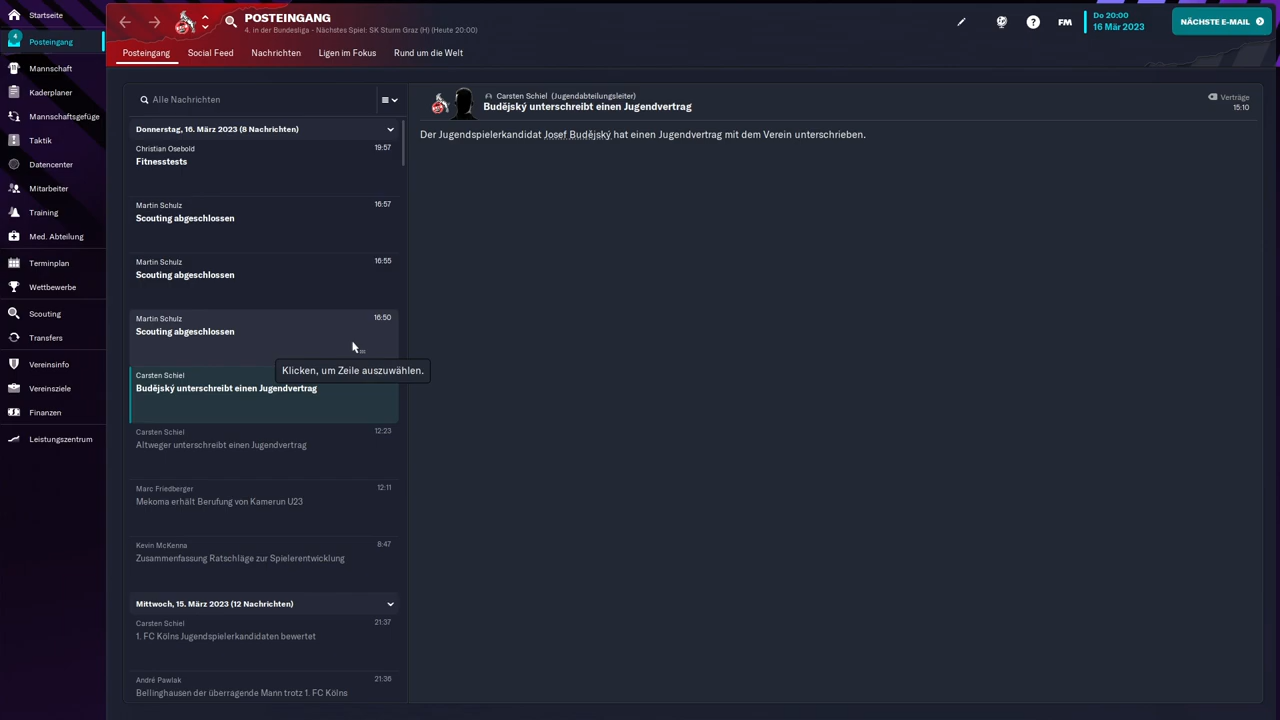 Startseite
4
Posteingang
Mannschaft
Kaderplaner
Mannschaftsgefüge
Taktik
Datencenter
Mitarbeiter
Training
Med. Abteilung
Terminplan
Wettbewerbe
Scouting
Transfers
Vereinsinfo
Vereinsziele
Finanzen
Leistungszentrum
POSTEINGANG
4. in der Bundesliga - Nächstes Spiel: SK Sturm Graz (H) (Heute 20:00)
FM
Do 20:00
16 Mär 2023
NÄCHSTE E-MAIL
Posteingang Social Feed Nachrichten Ligen im Fokus Rund um die Welt
Alle Nachrichten
Donnerstag, 16. März 2023 (8 Nachrichten)
Christian Osebold 19:57
Fitnesstests
Martin Schulz 16:57
Scouting abgeschlossen
Martin Schulz 16:55
Scouting abgeschlossen
Martin Schulz 16:50
Scouting abgeschlossen
Klicken, um Zeile auszuwählen.
Carsten Schiel
Budějský unterschreibt einen Jugendvertrag
Carsten Schiel 12:23
Altweger unterschreibt einen Jugendvertrag
Marc Friedberger 12:11
Mekoma erhält Berufung von Kamerun U23
Kevin McKenna 8:47
Zusammenfassung Ratschläge zur Spielerentwicklung
Mittwoch, 15. März 2023 (12 Nachrichten)
Carsten Schiel 21:37
1. FC Kölns Jugendspielerkandidaten bewertet
André Pawlak 21:36
Bellinghausen der überragende Mann trotz 1. FC Kölns
Carsten Schiel (Jugendabteilungsleiter)
Budějský unterschreibt einen Jugendvertrag
Verträge
15:10
Der Jugendspielerkandidat Josef Budějský hat einen Jugendvertrag mit dem Verein unterschrieben.